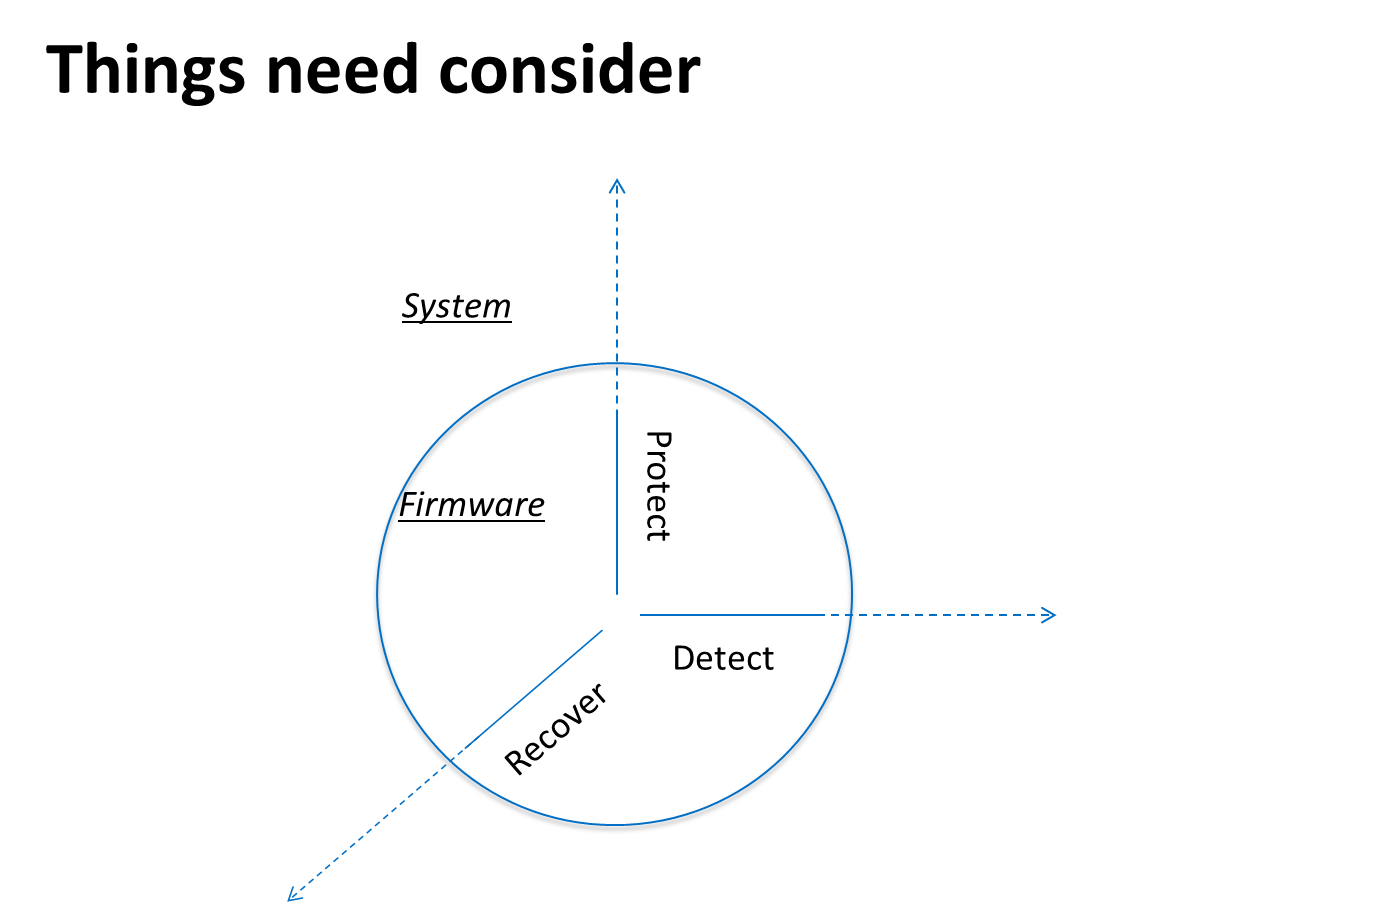 Things need consider
System
Firmware
Protect
Detect
Recover